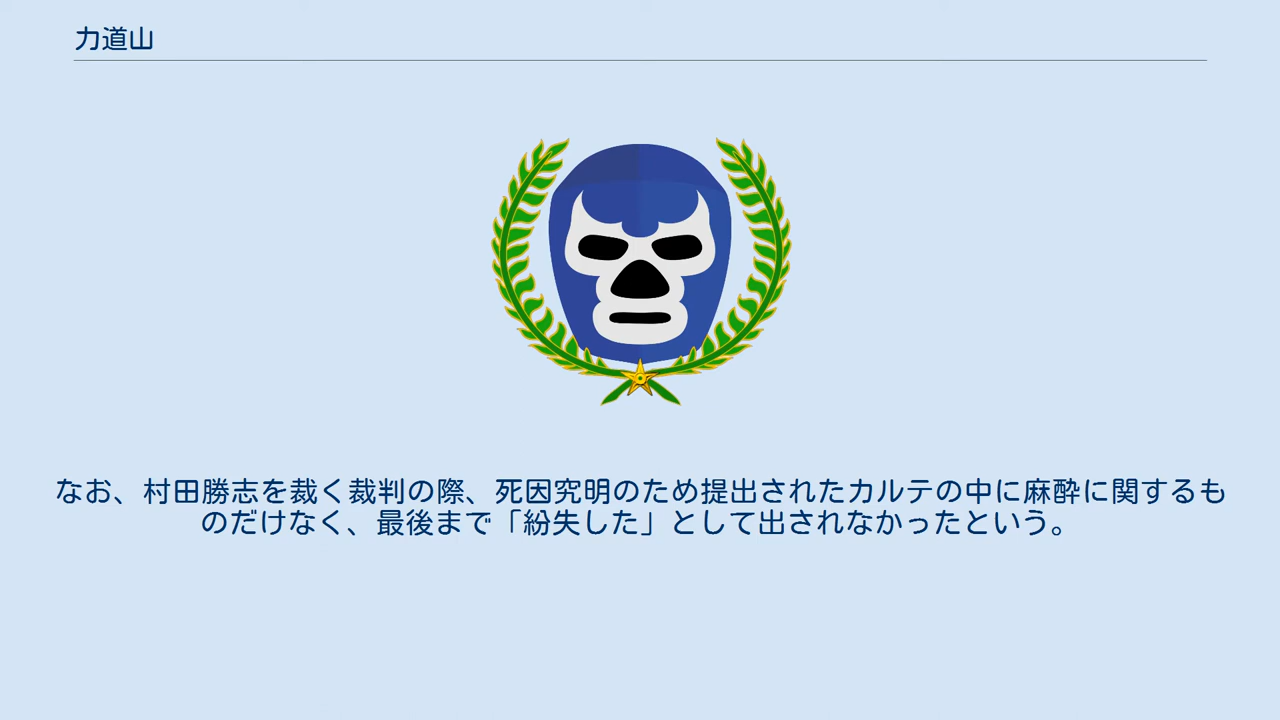 力道山
なお、村田勝志を裁く裁判の際、死因究明のため提出されたカルテの中に麻酔に関するも
のだけなく、最後まで「紛失した」として出されなかったという。